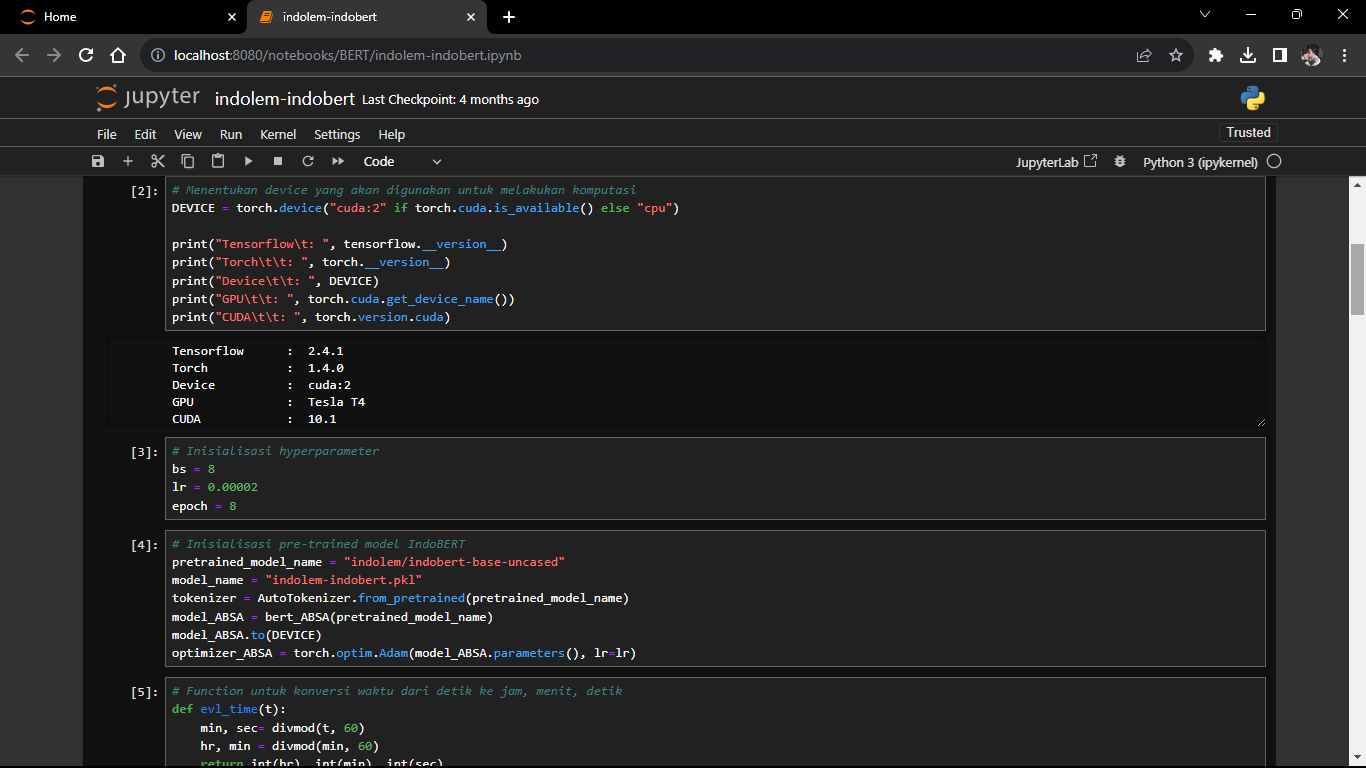 Home
indolem-indobert
localhost:8080/notebooks/BERT/indolem-indobert.ipynb
jupyter indolem-indobert Last Checkpoint: 4 months ago
File Edit View Run Kernel Settings Help Trusted
Code JupyterLab Python 3 (ipykernel)
[2]: # Menentukan device yang akan digunakan untuk melakukan komputasi
DEVICE = torch.device("cuda:2" if torch.cuda.is_available() else "cpu")
print("Tensorflow\t: ", tensorflow.__version__)
print("Torch\t\t: ", torch.__version__)
print("Device\t\t: ", DEVICE)
print("GPU\t\t: ", torch.cuda.get_device_name())
print("CUDA\t\t: ", torch.version.cuda)
Tensorflow : 2.4.1
Torch : 1.4.0
Device : cuda:2
GPU : Tesla T4
CUDA : 10.1
[3]: # Inisialisasi hyperparameter
bs = 8
lr = 0.00002
epoch = 8
[4]: # Inisialisasi pre-trained model IndoBERT
pretrained_model_name = "indolem/indobert-base-uncased"
model_name = "indolem-indobert.pkl"
tokenizer = AutoTokenizer.from_pretrained(pretrained_model_name)
model_ABSA = bert_ABSA(pretrained_model_name)
model_ABSA.to(DEVICE)
optimizer_ABSA = torch.optim.Adam(model_ABSA.parameters(), lr=lr)
[5]: # Function untuk konversi waktu dari detik ke jam, menit, detik
def evl_time(t):
min, sec= divmod(t, 60)
hr, min = divmod(min, 60)
return int(hr), int(min), int(sec)